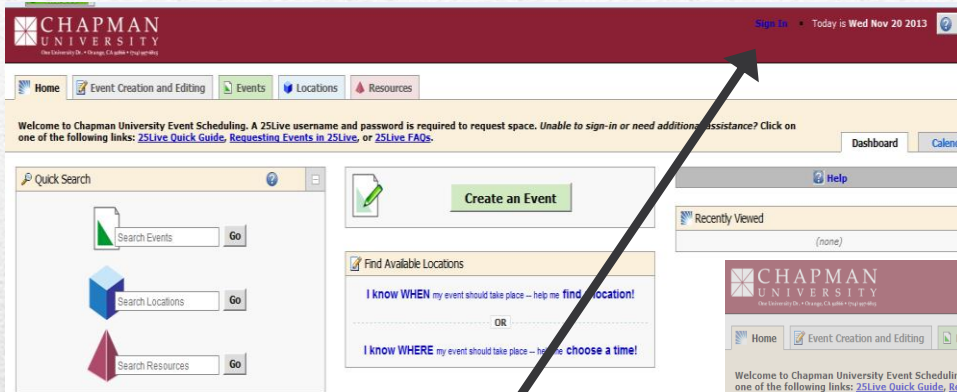 CHAPMAN
UNIVERSITY
Sign In • Today is Wed Nov 20 2013
Home Event Creation and Editing Events Locations Resources
Welcome to Chapman University Event Scheduling. A 25Live username and password is required to request space. Unable to sign-in or need additional assistance? Click on
one of the following links: 25Live Quick Guide, Requesting Events in 25Live, or 25Live FAQs.
Dashboard
Quick Search
Search Events Go
Search Locations Go
Search Resources Go
Create an Event
Find Available Locations
I know WHEN my event should take place -- help me find location!
OR
I know WHERE my event should take place -- me choose a time!
Help
Recently Viewed
(none)
CHAPMAN
UNIVERSITY
Home Event Creation and Editing
Welcome to Chapman University Event
one of the following links: 25Live Quick Guide,